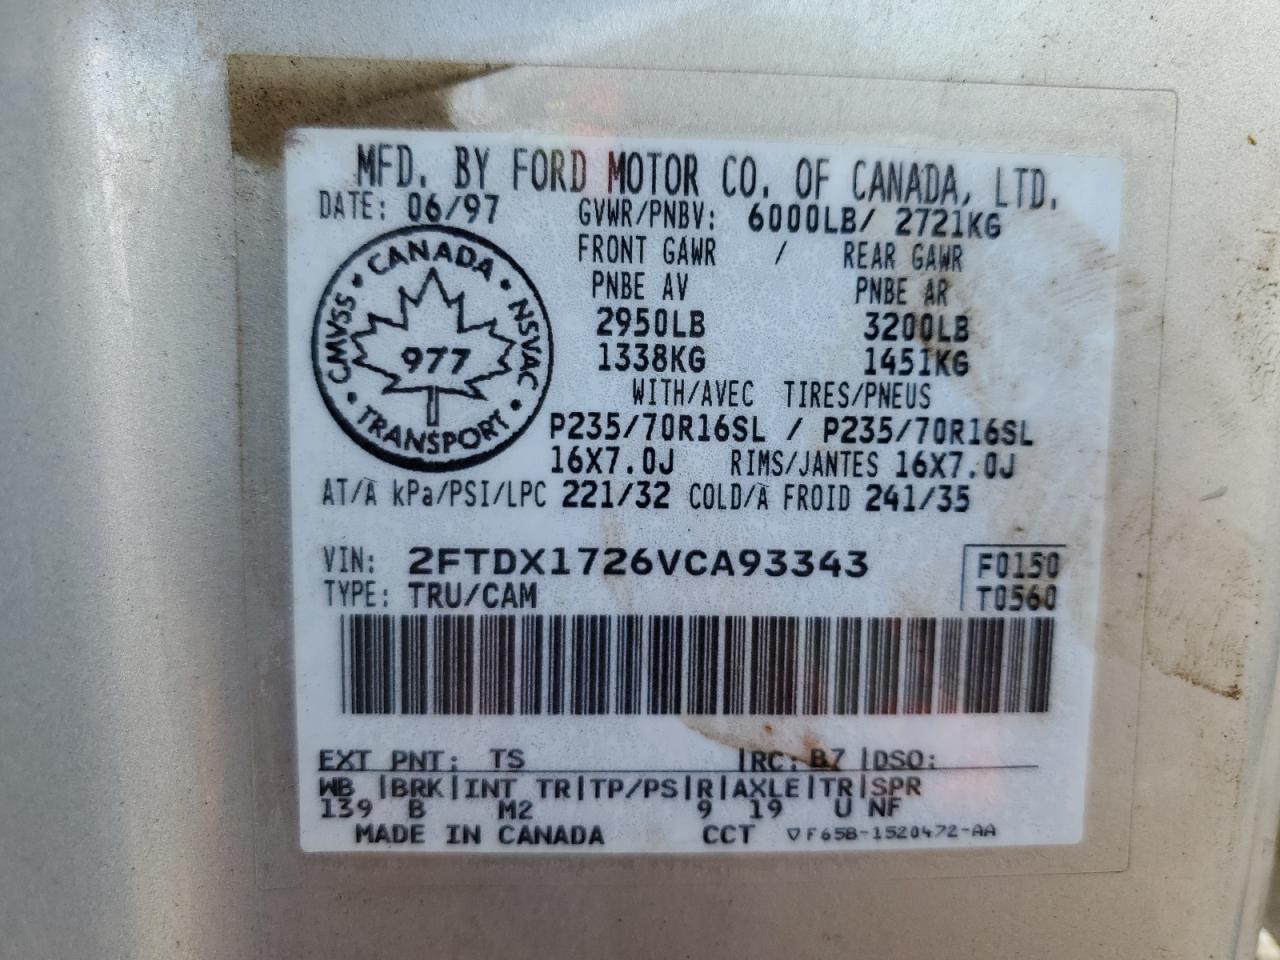 MFD. BY FORD MOTOR CO. OF CANADA, LTD.
DATE: 06/97 GVWR/PNBV: 6000LB/ 2721KG
FRONT GAWR / REAR GAWR
PNBE AV PNBE AR
2950LB 3200LB
1338KG 1451KG
WITH/AVEC TIRES/PNEUS
P235/70R16SL / P235/70R16SL
16X7.0J RIMS/JANTES 16X7.0J
CANADA • NSVAC • TRANSPORT • CMVSS •
977
AT/À kPa/PSI/LPC 221/32 COLD/À FROID 241/35
VIN: 2FTDX1726VCA93343 F0150
TYPE: TRU/CAM T0560
EXT PNT: TS |RC: B7 |DSO:
WB |BRK|INT TR|TP/PS|R|AXLE|TR|SPR
139 B M2 9 19 U NF
MADE IN CANADA CCT ▽F65B-1520472-AA